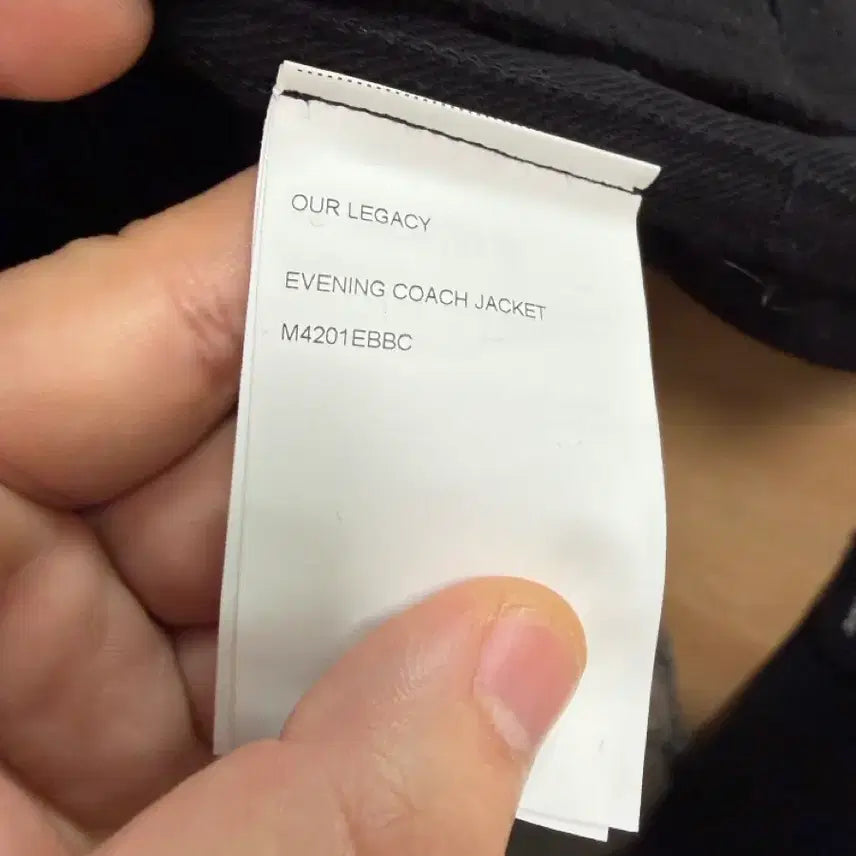 OUR LEGACY
EVENING COACH JACKET
M4201EBBC